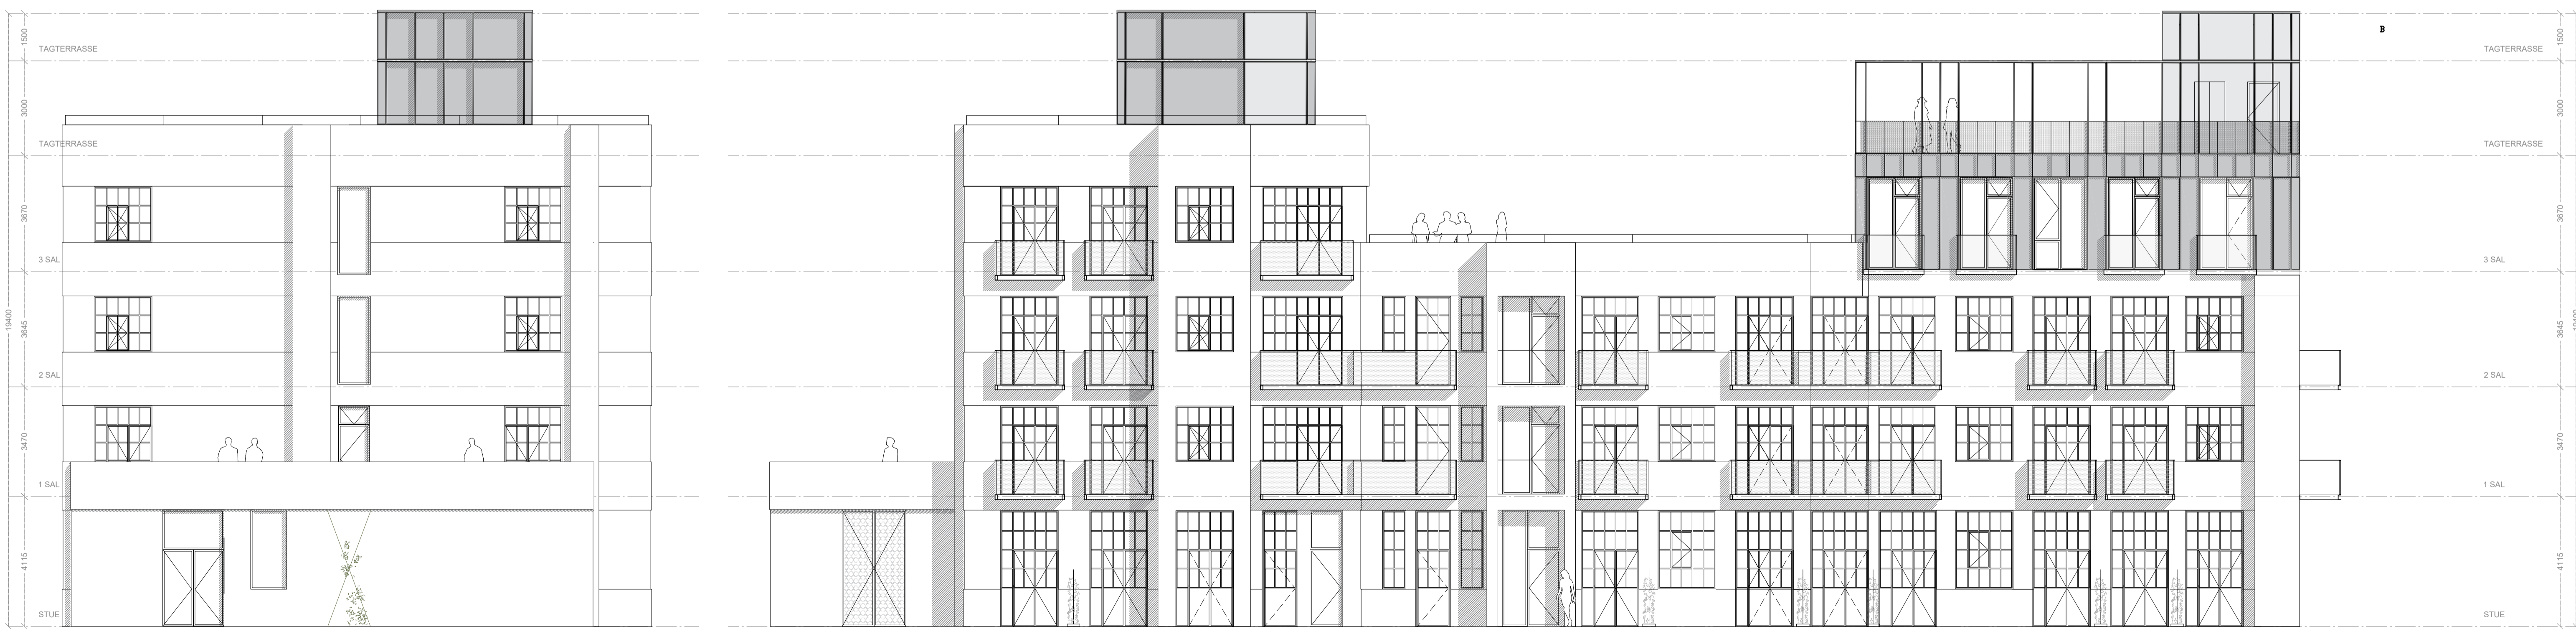 1500
TAGTERRASSE
3000
TAGTERRASSE
3670
3 SAL
19400
3645
2 SAL
3470
1 SAL
4115
STUE
B
TAGTERRASSE
1500
3000
TAGTERRASSE
3670
3 SAL
3645
19400
2 SAL
3470
1 SAL
4115
STUE